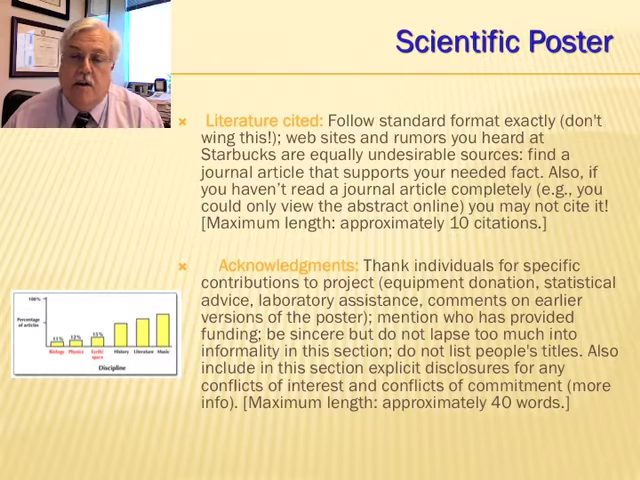 Scientific Poster
Literature cited: Follow standard format exactly (don't
wing this!); web sites and rumors you heard at
Starbucks are equally undesirable sources: find a
journal article that supports your needed fact. Also, if
you haven't read a journal article completely (e.g., you
could only view the abstract online) you may not cite it!
[Maximum length: approximately 10 citations.]
Acknowledgments: Thank individuals for specific
contributions to project (equipment donation, statistical
advice, laboratory assistance, comments on earlier
versions of the poster); mention who has provided
funding; be sincere but do not lapse too much into
informality in this section; do not list people's titles. Also
include in this section explicit disclosures for any
conflicts of interest and conflicts of commitment (more
info). [Maximum length: approximately 40 words.]
100%
Percentage
of articles
11% 12% 15%
Biology Physics Earth/ History Literature Music
space
Discipline